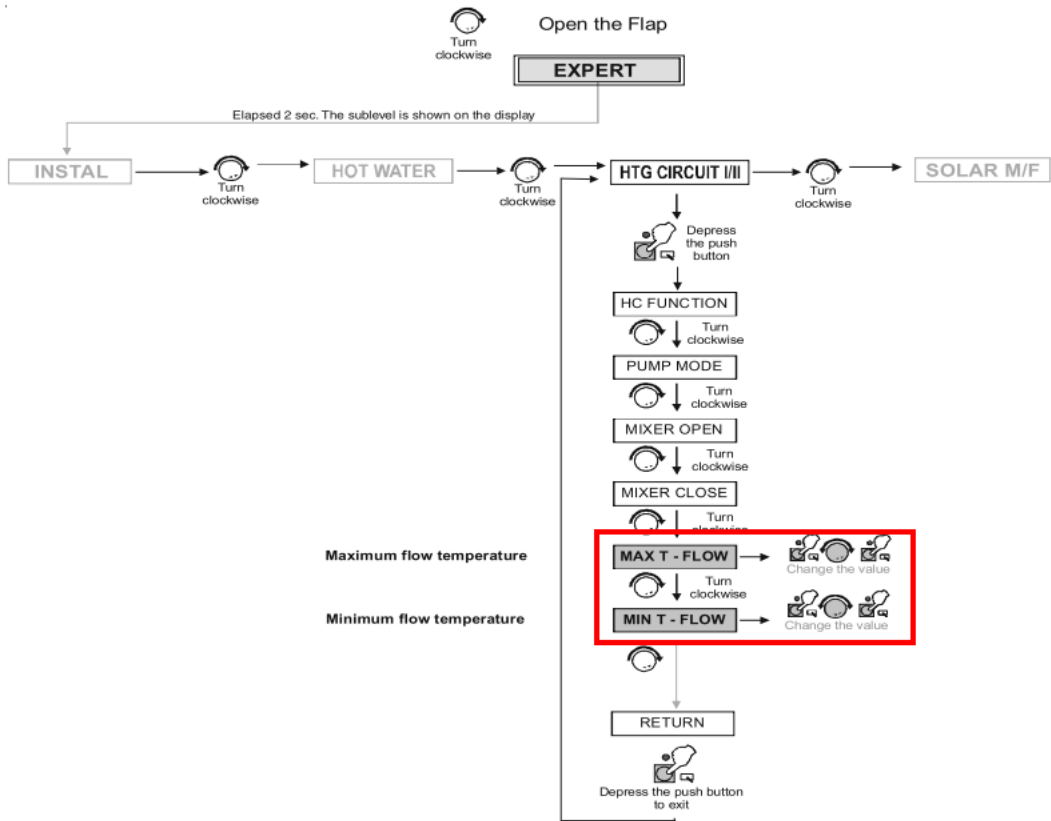 Open the Flap
Turn
clockwise
EXPERT
Elapsed 2 sec. The sublevel is shown on the display
INSTAL
Turn
clockwise
HOT WATER
Turn
clockwise
HTG CIRCUIT I/II
Turn
clockwise
SOLAR M/F
Depress
the push
button
HC FUNCTION
Turn
clockwise
PUMP MODE
Turn
clockwise
MIXER OPEN
Turn
clockwise
MIXER CLOSE
Turn
clockwise
Maximum flow temperature
MAX T - FLOW
Change the value
Turn
clockwise
Minimum flow temperature
MIN T - FLOW
Change the value
RETURN
Depress the push button
to exit